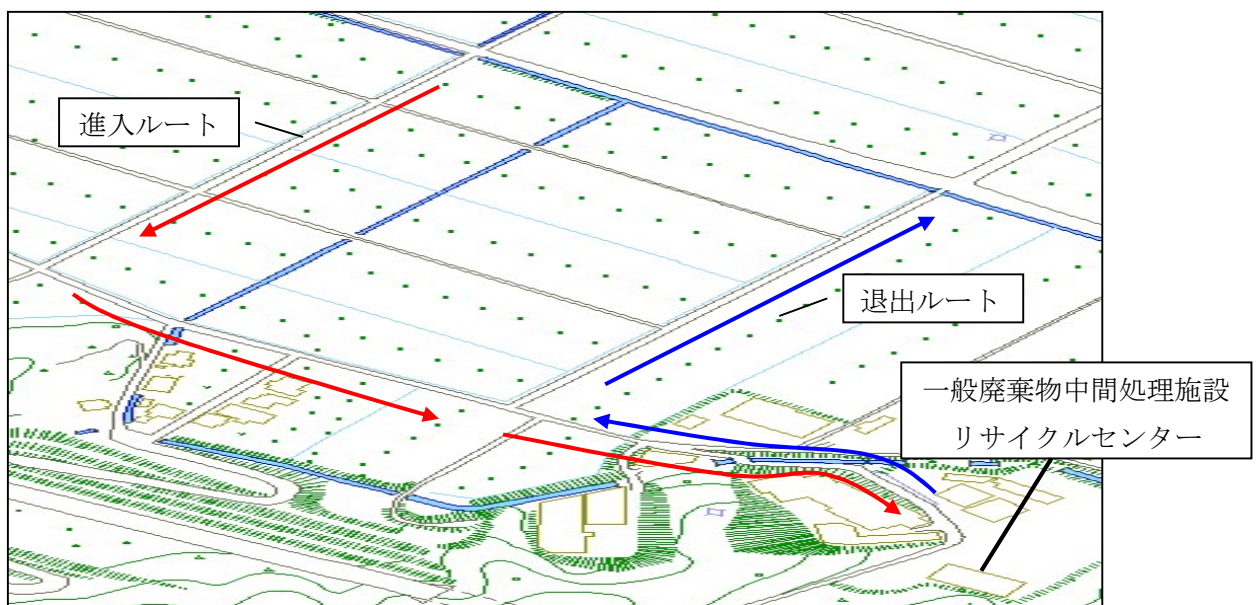 進入ルート
退出ルート
一般廃棄物中間処理施設
リサイクルセンター